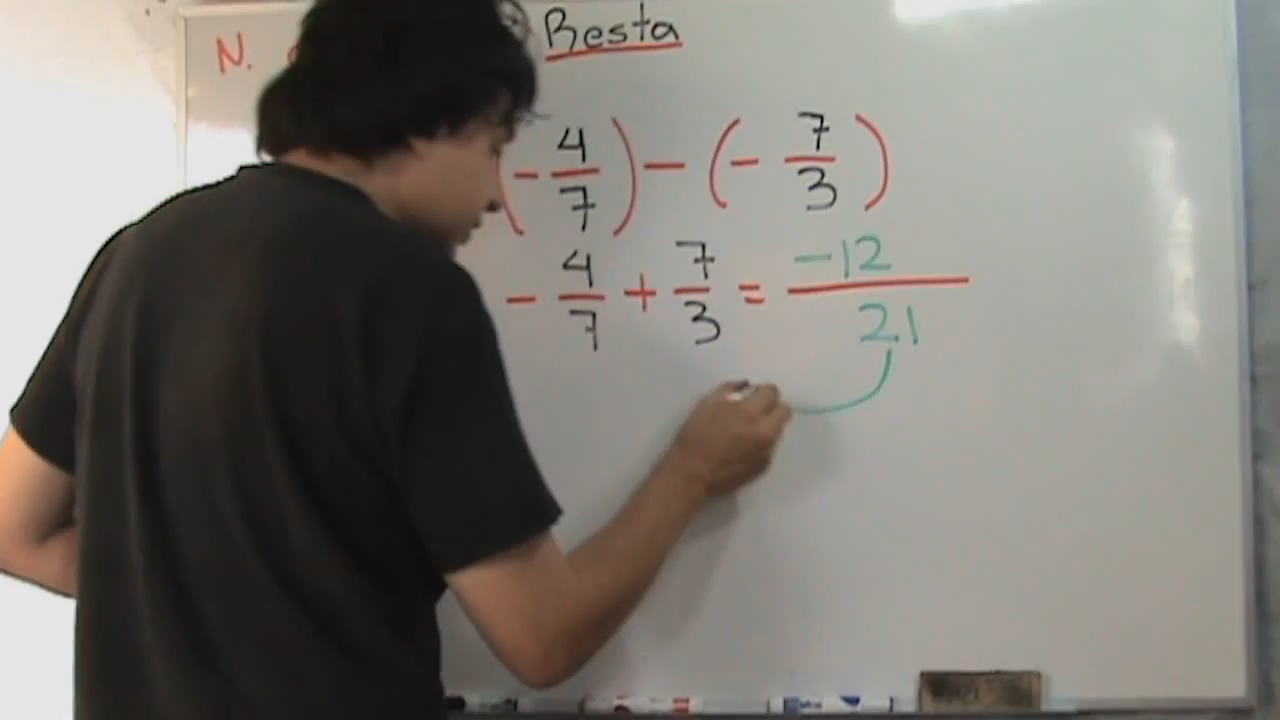 N. Resta
(-4/7) - (- 7/3)
-4/7 + 7/3 = -12/21